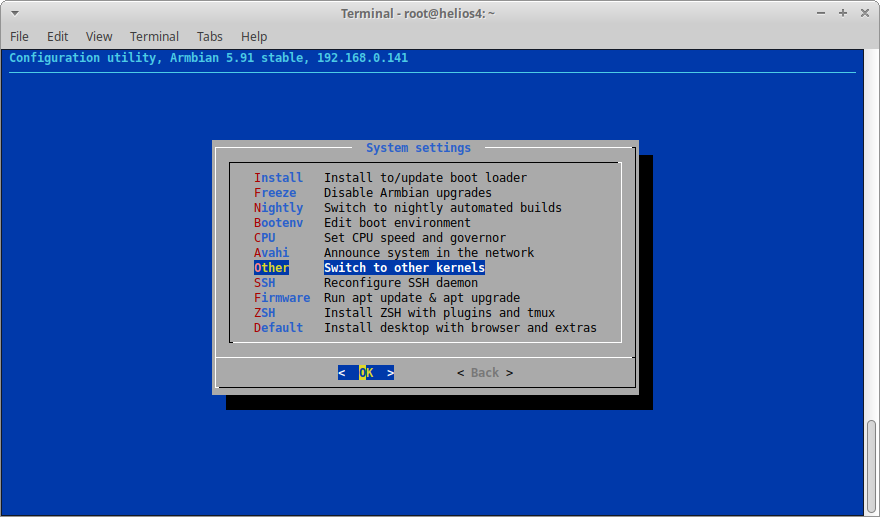 Terminal - root@helios4: ~
File Edit View Terminal Tabs Help
Configuration utility, Armbian 5.91 stable, 192.168.0.141
System settings
Install Install to/update boot loader
Freeze Disable Armbian upgrades
Nightly Switch to nightly automated builds
Bootenv Edit boot environment
CPU Set CPU speed and governor
Avahi Announce system in the network
Other Switch to other kernels
SSH Reconfigure SSH daemon
Firmware Run apt update & apt upgrade
ZSH Install ZSH with plugins and tmux
Default Install desktop with browser and extras
< OK > < Back >